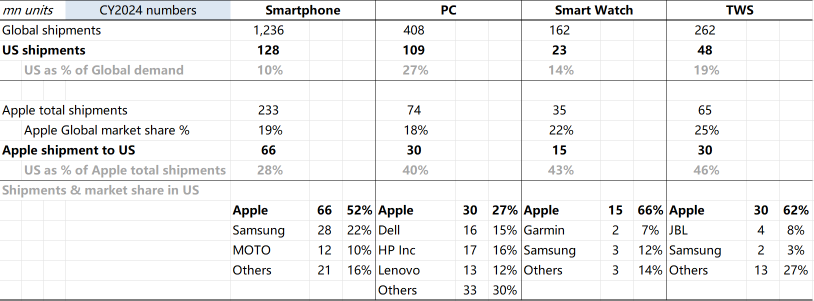 mn units CY2024 numbers Smartphone PC Smart Watch TWS
Global shipments 1,236 408 162 262
US shipments 128 109 23 48
US as % of Global demand 10% 27% 14% 19%
Apple total shipments 233 74 35 65
Apple Global market share % 19% 18% 22% 25%
Apple shipment to US 66 30 15 30
US as % of Apple total shipments 28% 40% 43% 46%
Shipments & market share in US
Apple 66 52% Apple 30 27% Apple 15 66% Apple 30 62%
Samsung 28 22% Dell 16 15% Garmin 2 7% JBL 4 8%
MOTO 12 10% HP Inc 17 16% Samsung 3 12% Samsung 2 3%
Others 21 16% Lenovo 13 12% Others 3 14% Others 13 27%
Others 33 30%